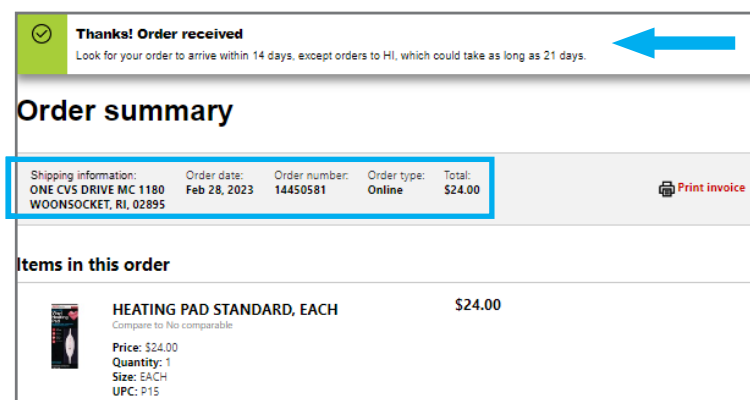 Thanks! Order received
Look for your order to arrive within 14 days, except orders to HI, which could take as long as 21 days.
Order summary
Shipping information:
ONE CVS DRIVE MC 1180
WOONSOCKET, RI, 02895
Order date:
Feb 28, 2023
Order number:
14450581
Order type:
Online
Total:
$24.00
Print invoice
Items in this order
HEATING PAD STANDARD, EACH
$24.00
Compare to No comparable
Price: $24.00
Quantity: 1
Size: EACH
UPC: P15